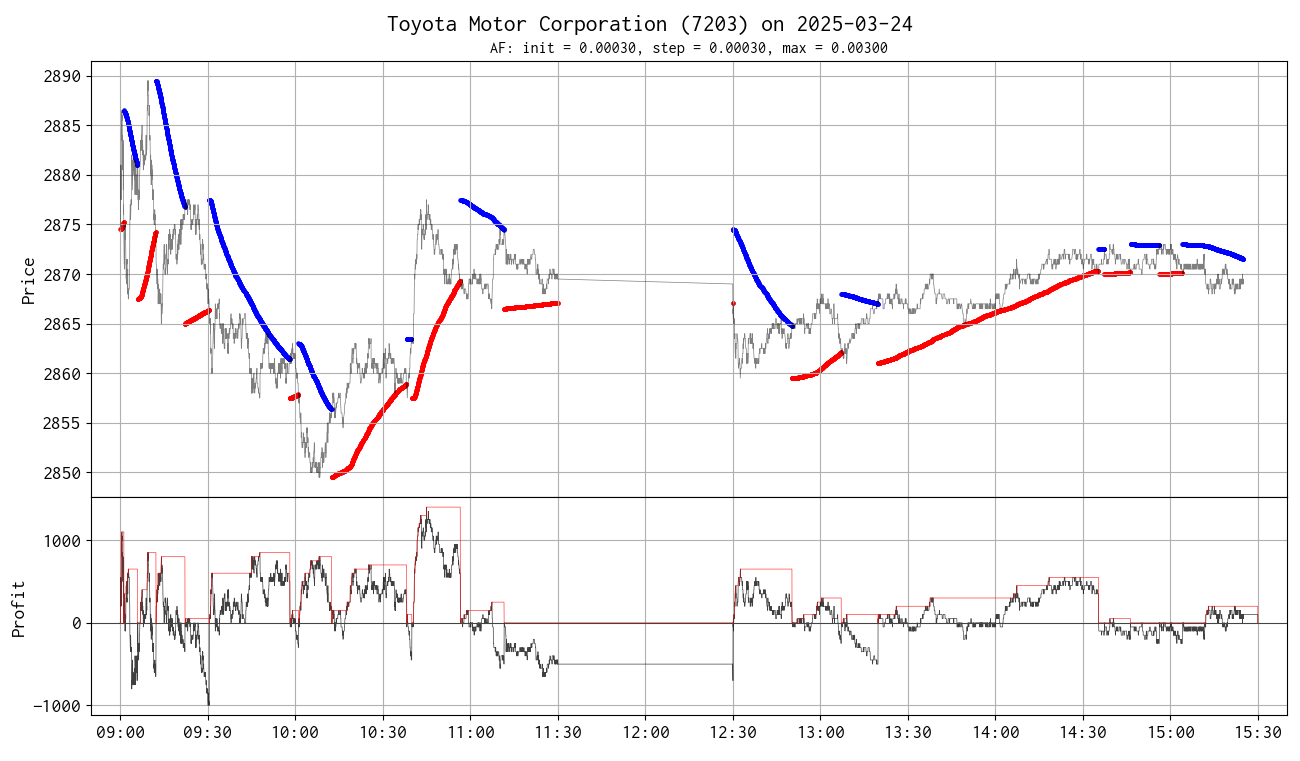 Toyota Motor Corporation (7203) on 2025-03-24
AF: init = 0.00030, step = 0.00030, max = 0.00300
Price
2890
2885
2880
2875
2870
2865
2860
2855
2850
Profit
1000
0
−1000
09:00 09:30 10:00 10:30 11:00 11:30 12:00 12:30 13:00 13:30 14:00 14:30 15:00 15:30